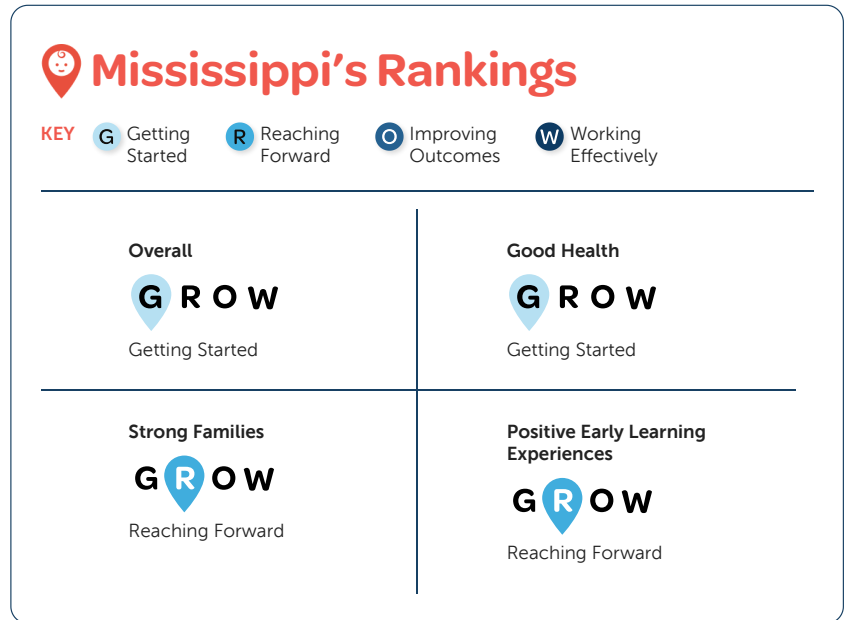 Mississippi's Rankings
KEY
G Getting Started
R Reaching Forward
O Improving Outcomes
W Working Effectively
Overall
G R O W
Getting Started
Good Health
G R O W
Getting Started
Strong Families
G R O W
Reaching Forward
Positive Early Learning
Experiences
G R O W
Reaching Forward